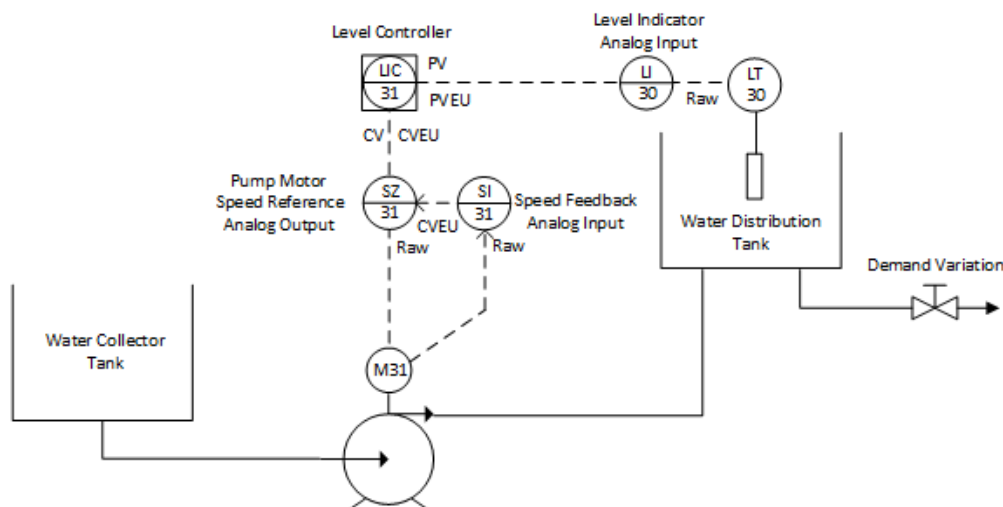 Level Controller
LIC
31
PV
PVEU
CV CVEU
Level Indicator
Analog Input
LI
30
Raw
LT
30
Pump Motor
Speed Reference
Analog Output
SZ
31
CVEU
Raw
SI
31
Raw
Speed Feedback
Analog Input
Water Distribution
Tank
Demand Variation
Water Collector
Tank
M31